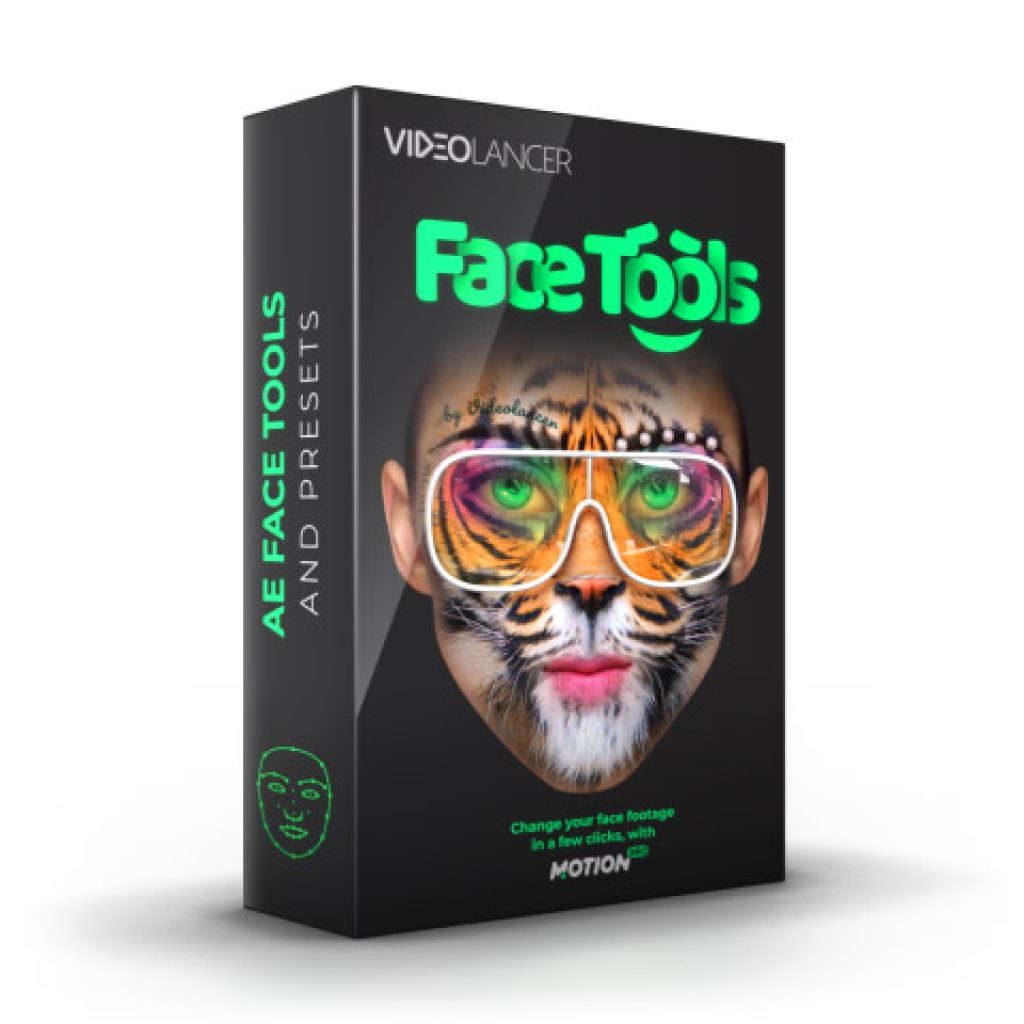 VIDEOLANCER
Face Tools
by Videolancer
Change your face footage
in a few clicks, with
MOTION
AE FACE TOOLS
AND PRESETS